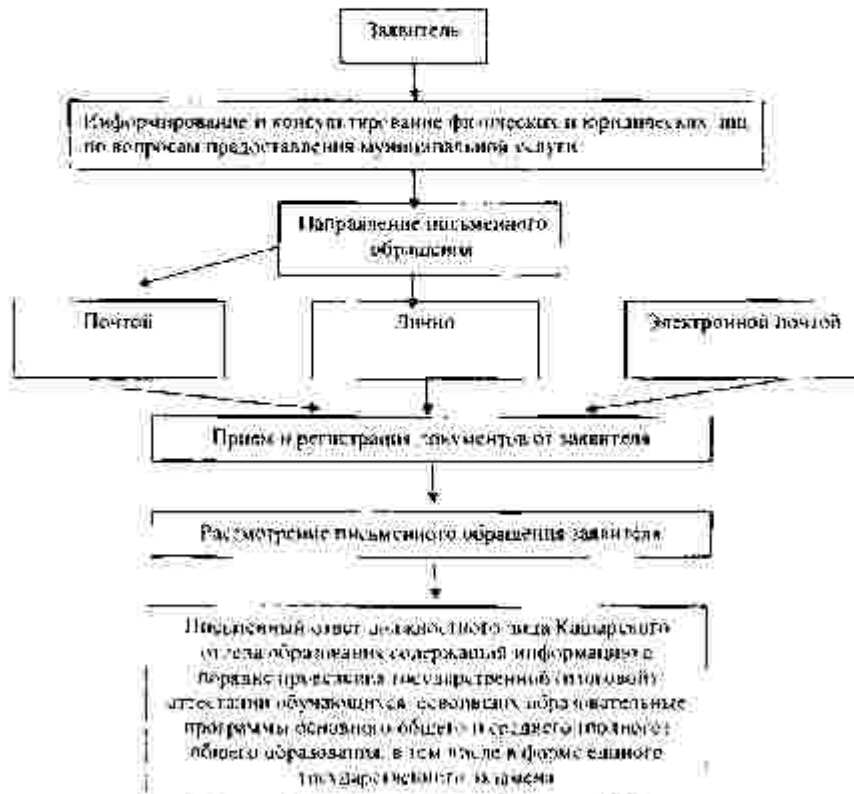 Заявитель
Информирование и консультирование физических и юридических лиц
по вопросам предоставления муниципальной услуги
Направление письменного
обращения
Почтой
Лично
Электронной почтой
Прием и регистрация документов от заявителя
Рассмотрение письменного обращения заявителя
Письменный ответ должностного лица Каширского
отдела образования содержащий информацию о
порядке проведения государственной (итоговой)
аттестации обучающихся, освоивших образовательные
программы основного общего и среднего (полного)
общего образования, в том числе в форме единого
государственного экзамена